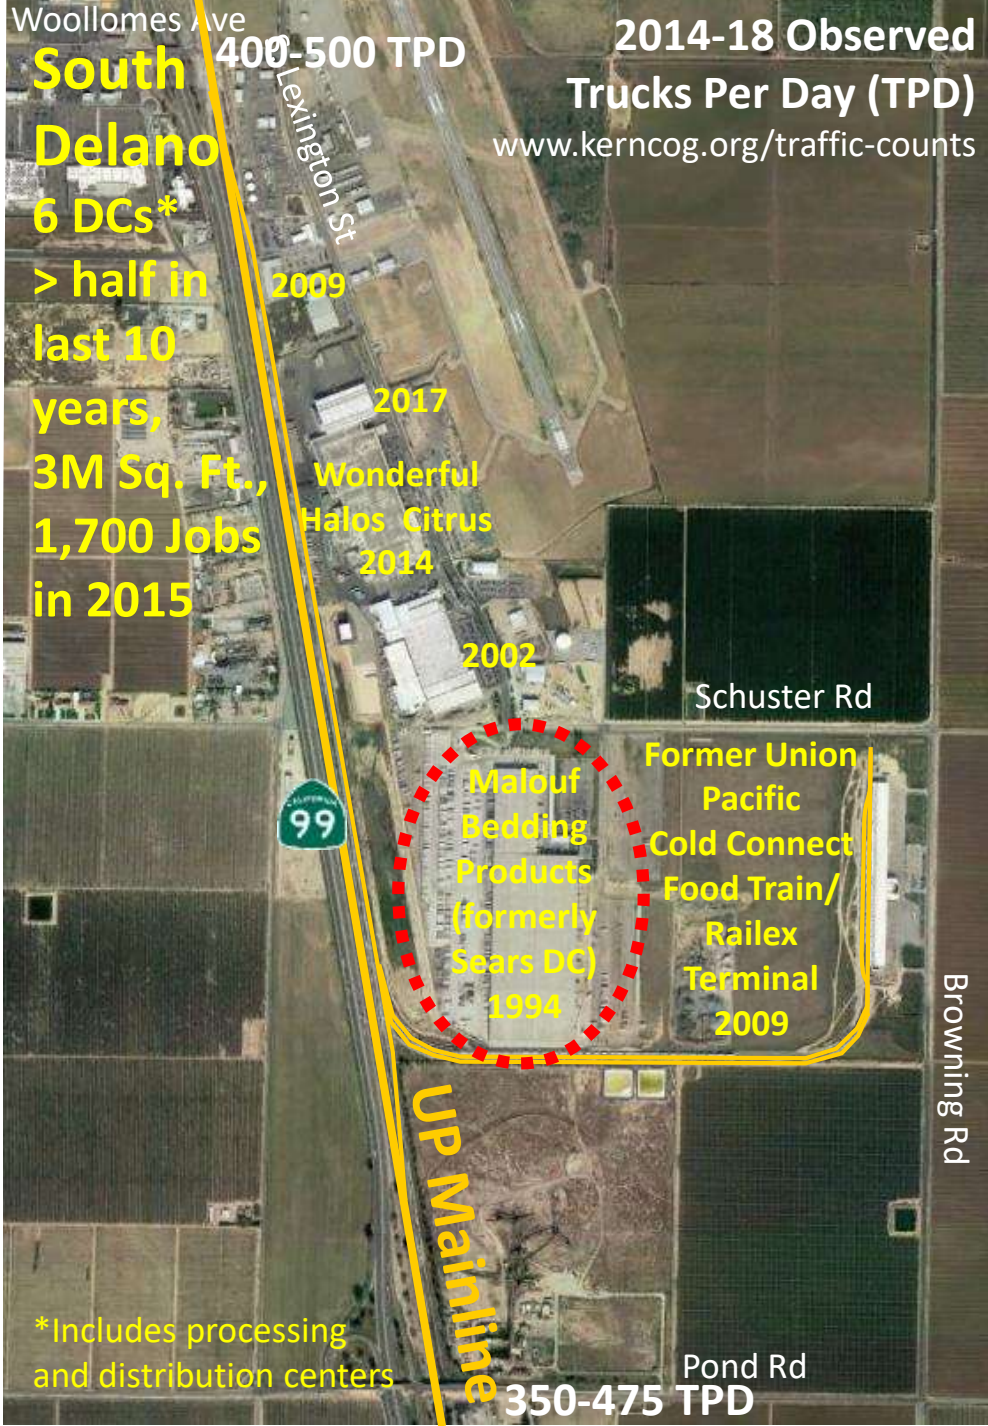 Woollomes Ave
400-500 TPD
S Lexington St
2014-18 Observed
Trucks Per Day (TPD)
www.kerncog.org/traffic-counts
South
Delano
6 DCs*
> half in
last 10
years,
3M Sq. Ft.,
1,700 Jobs
in 2015
2009
2017
Wonderful
Halos Citrus
2014
2002
Schuster Rd
CALIFORNIA
99
Malouf
Bedding
Products
(formerly
Sears DC)
1994
Former Union
Pacific
Cold Connect
Food Train/
Railex
Terminal
2009
Browning Rd
UP Mainline
*Includes processing
and distribution centers
Pond Rd
350-475 TPD